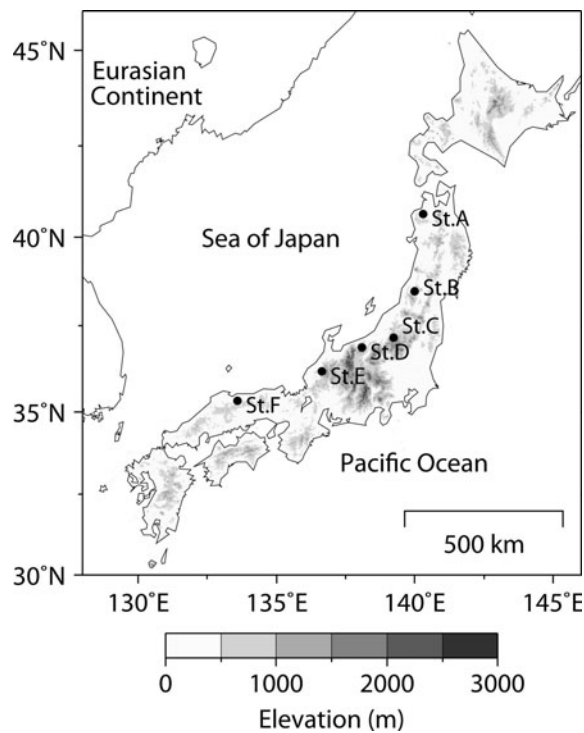 45˚N
Eurasian
Continent
St.A
40˚N
Sea of Japan
St.B
St.C
St.D
St.E
St.F
35˚N
Pacific Ocean
500 km
30˚N
130˚E
135˚E
140˚E
145˚E
0
1000
2000
3000
Elevation (m)